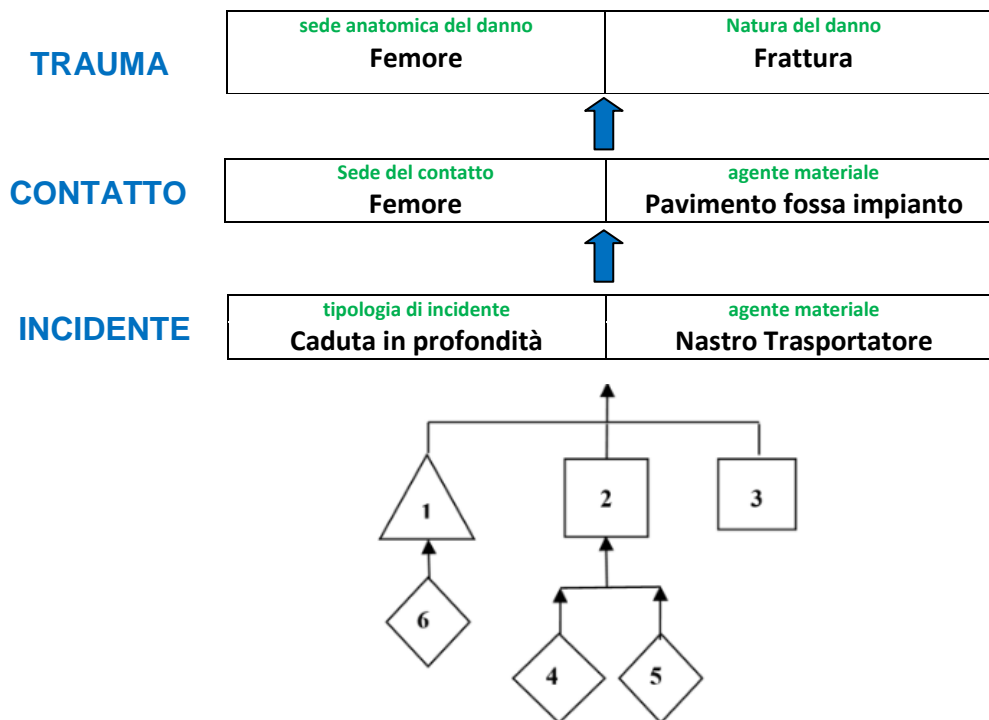 TRAUMA
sede anatomica del danno
Femore
Natura del danno
Frattura
CONTATTO
Sede del contatto
Femore
agente materiale
Pavimento fossa impianto
INCIDENTE
tipologia di incidente
Caduta in profondità
agente materiale
Nastro Trasportatore
1
2
3
6
4
5